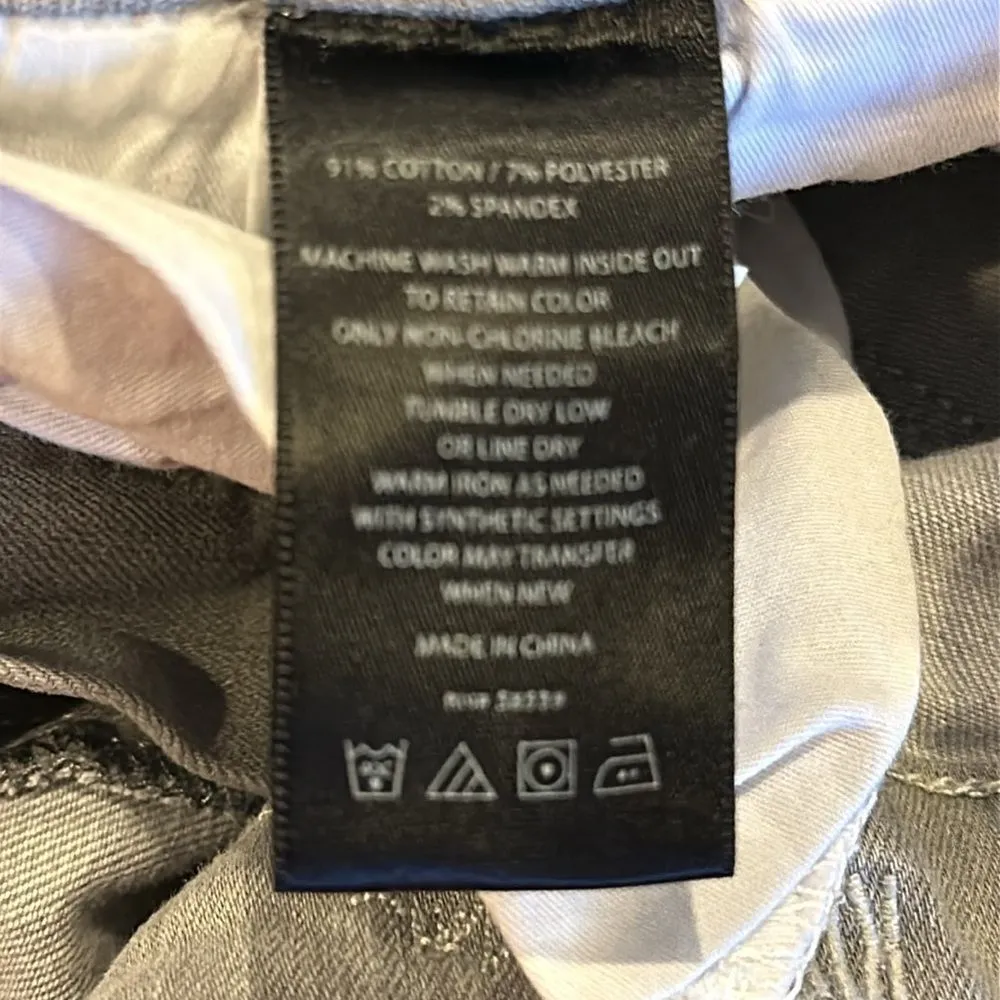 91% COTTON / 7% POLYESTER
2% SPANDEX
MACHINE WASH WARM INSIDE OUT
TO RETAIN COLOR
ONLY NON-CHLORINE BLEACH
WHEN NEEDED
TUMBLE DRY LOW
OR LINE DRY
WARM IRON AS NEEDED
WITH SYNTHETIC SETTINGS
COLOR MAY TRANSFER
WHEN NEW
MADE IN CHINA